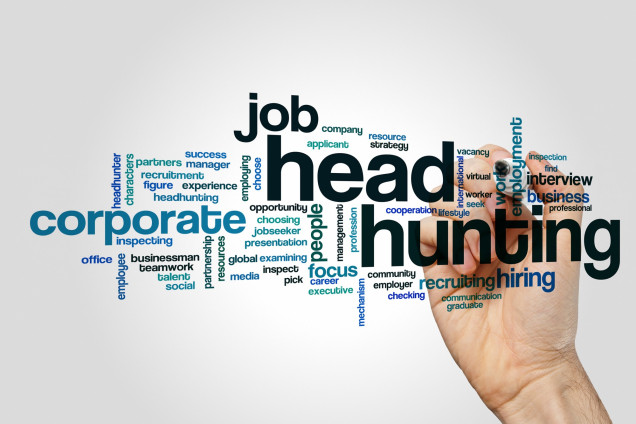 job
company
resource
applicant
strategy
head
vacancy
international
virtual
worker
seek
work
employment
inspection
find
interview
business
professional
headhunter
characters
partners
success
manager
recruitment
figure
experience
headhunting
employing
choose
corporate
opportunity
choosing
jobseeker
presentation
people
management
profession
cooperation
lifestyle
hunting
inspecting
office
employee
businessman
teamwork
talent
social
partnership
resources
global
examining
media
inspect
pick
focus
career
executive
mechanism
community
employer
checking
recruiting
hiring
communication
graduate